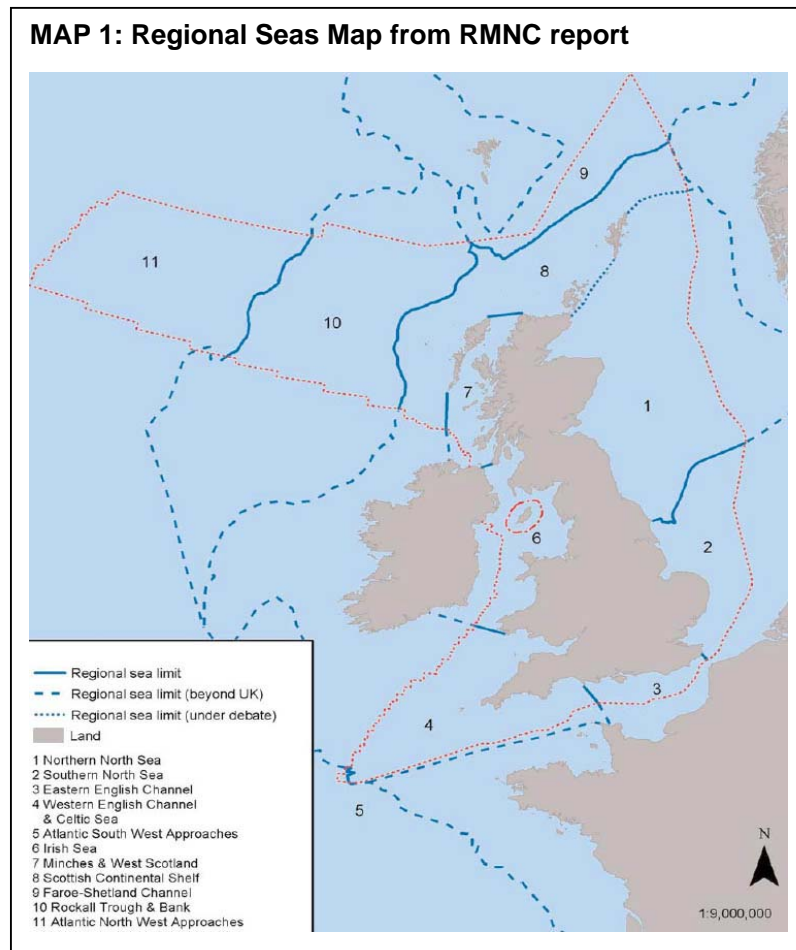 MAP 1: Regional Seas Map from RMNC report
9
11
8
10
7
1
6
2
3
4
5
Regional sea limit
Regional sea limit (beyond UK)
Regional sea limit (under debate)
Land
1 Northern North Sea
2 Southern North Sea
3 Eastern English Channel
4 Western English Channel
& Celtic Sea
5 Atlantic South West Approaches
6 Irish Sea
7 Minches & West Scotland
8 Scottish Continental Shelf
9 Faroe-Shetland Channel
10 Rockall Trough & Bank
11 Atlantic North West Approaches
N
1:9,000,000